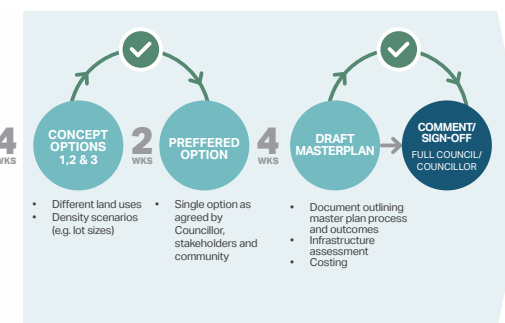 4
WKS
CONCEPT
OPTIONS
1,2 & 3
2
WKS
PREFFERED
OPTION
4
WKS
DRAFT
MASTERPLAN
COMMENT/
SIGN-OFF
FULL COUNCIL/
COUNCILLOR
• Different land uses
• Density scenarios
(e.g. lot sizes)
• Single option as
agreed by
Councillor,
stakeholders and
community
• Document outlining
master plan process
and outcomes
• Infrastructure
assessment
• Costing